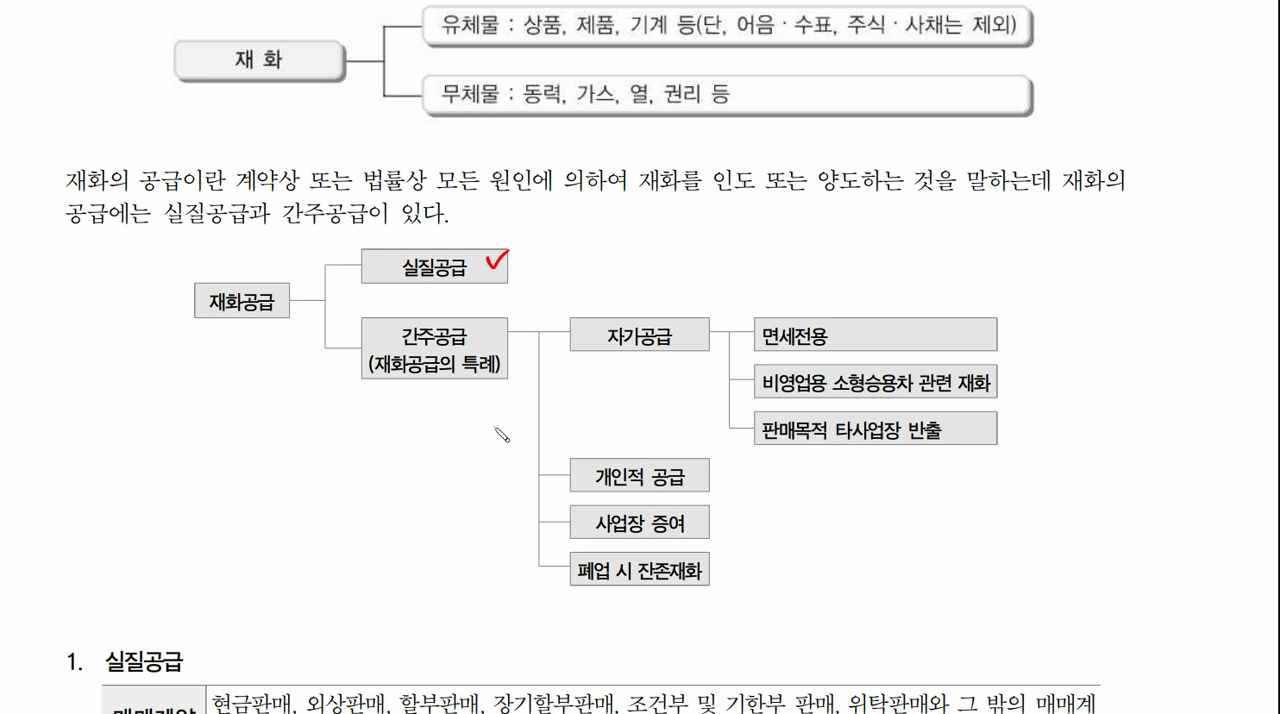 재 화
유체물 : 상품, 제품, 기계 등(단, 어음 · 수표, 주식 · 사채는 제외)
무체물 : 동력, 가스, 열, 권리 등
재화의 공급이란 계약상 또는 법률상 모든 원인에 의하여 재화를 인도 또는 양도하는 것을 말하는데 재화의
공급에는 실질공급과 간주공급이 있다.
재화공급
실질공급
간주공급
(재화공급의 특례)
자가공급
면세전용
비영업용 소형승용차 관련 재화
판매목적 타사업장 반출
개인적 공급
사업장 증여
폐업 시 잔존재화
1. 실질공급
현금판매, 외상판매, 할부판매, 장기할부판매, 조건부 및 기한부 판매, 위탁판매와 그 밖의 매매계